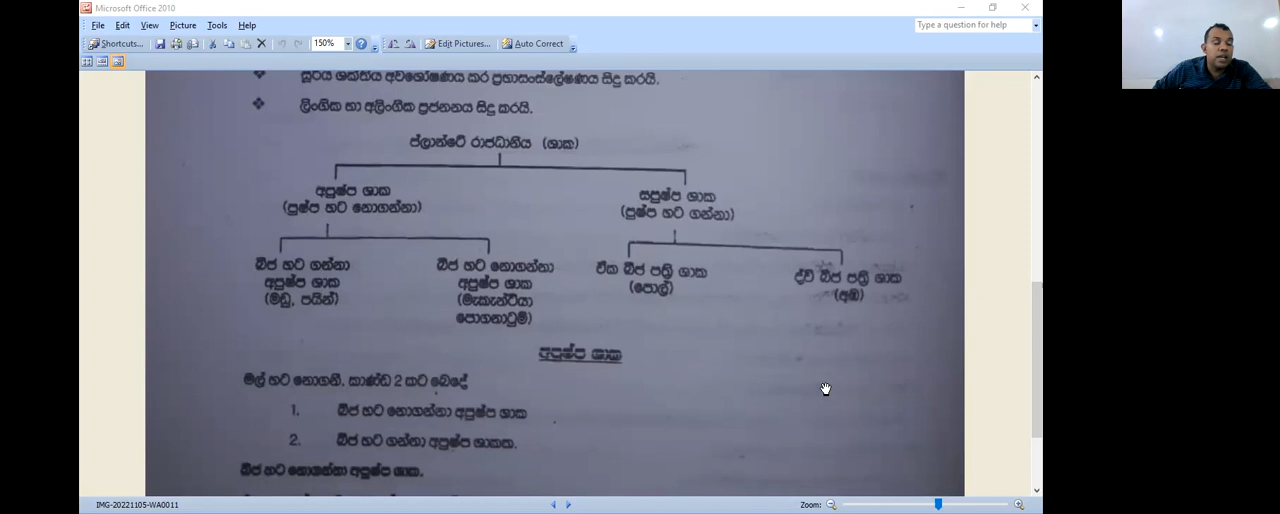 Microsoft Office 2010
File Edit View Picture Tools Help
Type a question for help
Shortcuts... 150% Edit Pictures... Auto Correct
සූර්ය ශක්තිය අවශෝෂණය කර ප්‍රභාසංස්ලේෂණය සිදු කරයි.
ලිංගික හා අලිංගික ප්‍රජනනය සිදු කරයි.
ප්ලාන්ටේ රාජධානිය (ශාක)
අපුෂ්ප ශාක
(පුෂ්ප හට නොගන්නා)
සපුෂ්ප ශාක
(පුෂ්ප හට ගන්නා)
බීජ හට ගන්නා
අපුෂ්ප ශාක
(මඩු, පයින්)
බීජ හට නොගන්නා
අපුෂ්ප ශාක
(මැකැන්ටියා
පොගනාටුම්)
ඒක බීජ පත්‍රි ශාක
(පොල්)
ද්වි බීජ පත්‍රි ශාක
(අඹ)
අපුෂ්ප ශාක
මල් හට නොගනී. කාණ්ඩ 2 කට බෙදේ
1. බීජ හට නොගන්නා අපුෂ්ප ශාක
2. බීජ හට ගන්නා අපුෂ්ප ශාකක.
බීජ හට නොගන්නා අපුෂ්ප ශාක.
IMG-20221105-WA0011
Zoom: